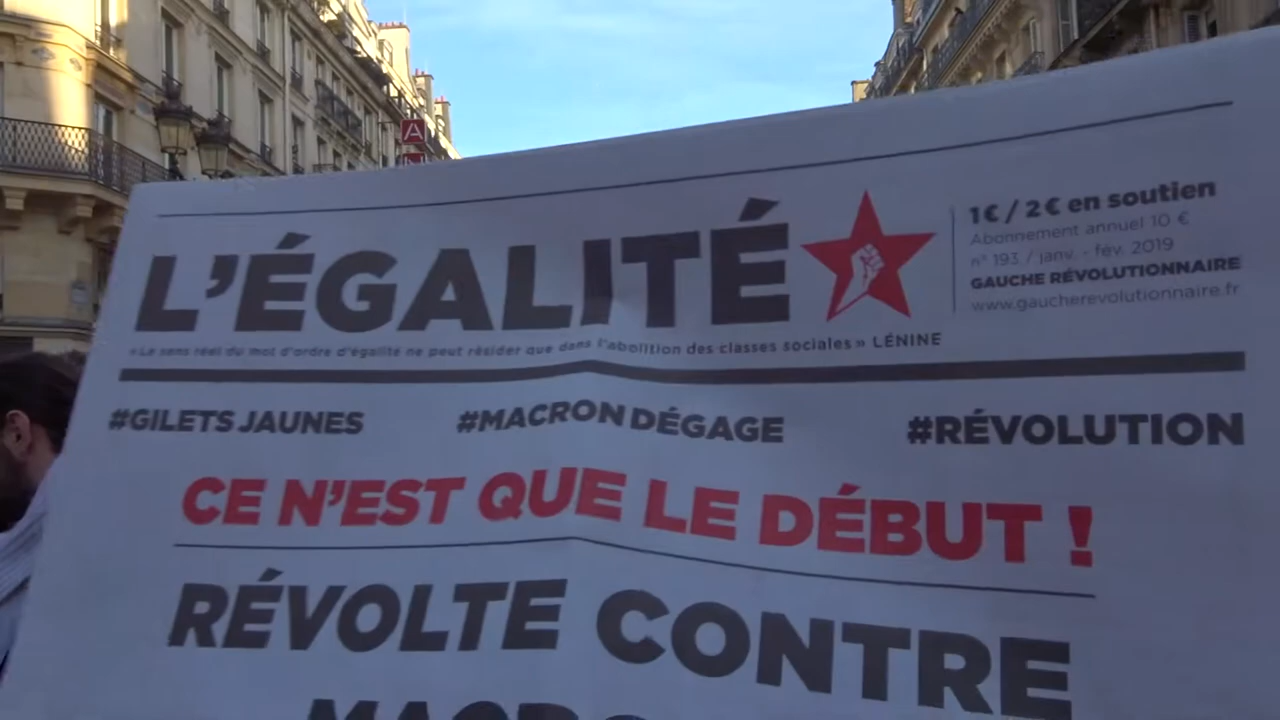 A
L'ÉGALITÉ
1€ / 2€ en soutien
Abonnement annuel 10 €
n° 193 / janv. - fév. 2019
GAUCHE RÉVOLUTIONNAIRE
www.gaucherevolutionnaire.fr
«Le sens réel du mot d'ordre d'égalité ne peut résider que dans l'abolition des classes sociales» LÉNINE
#GILETS JAUNES #MACRON DÉGAGE #RÉVOLUTION
CE N'EST QUE LE DÉBUT !
RÉVOLTE CONTRE